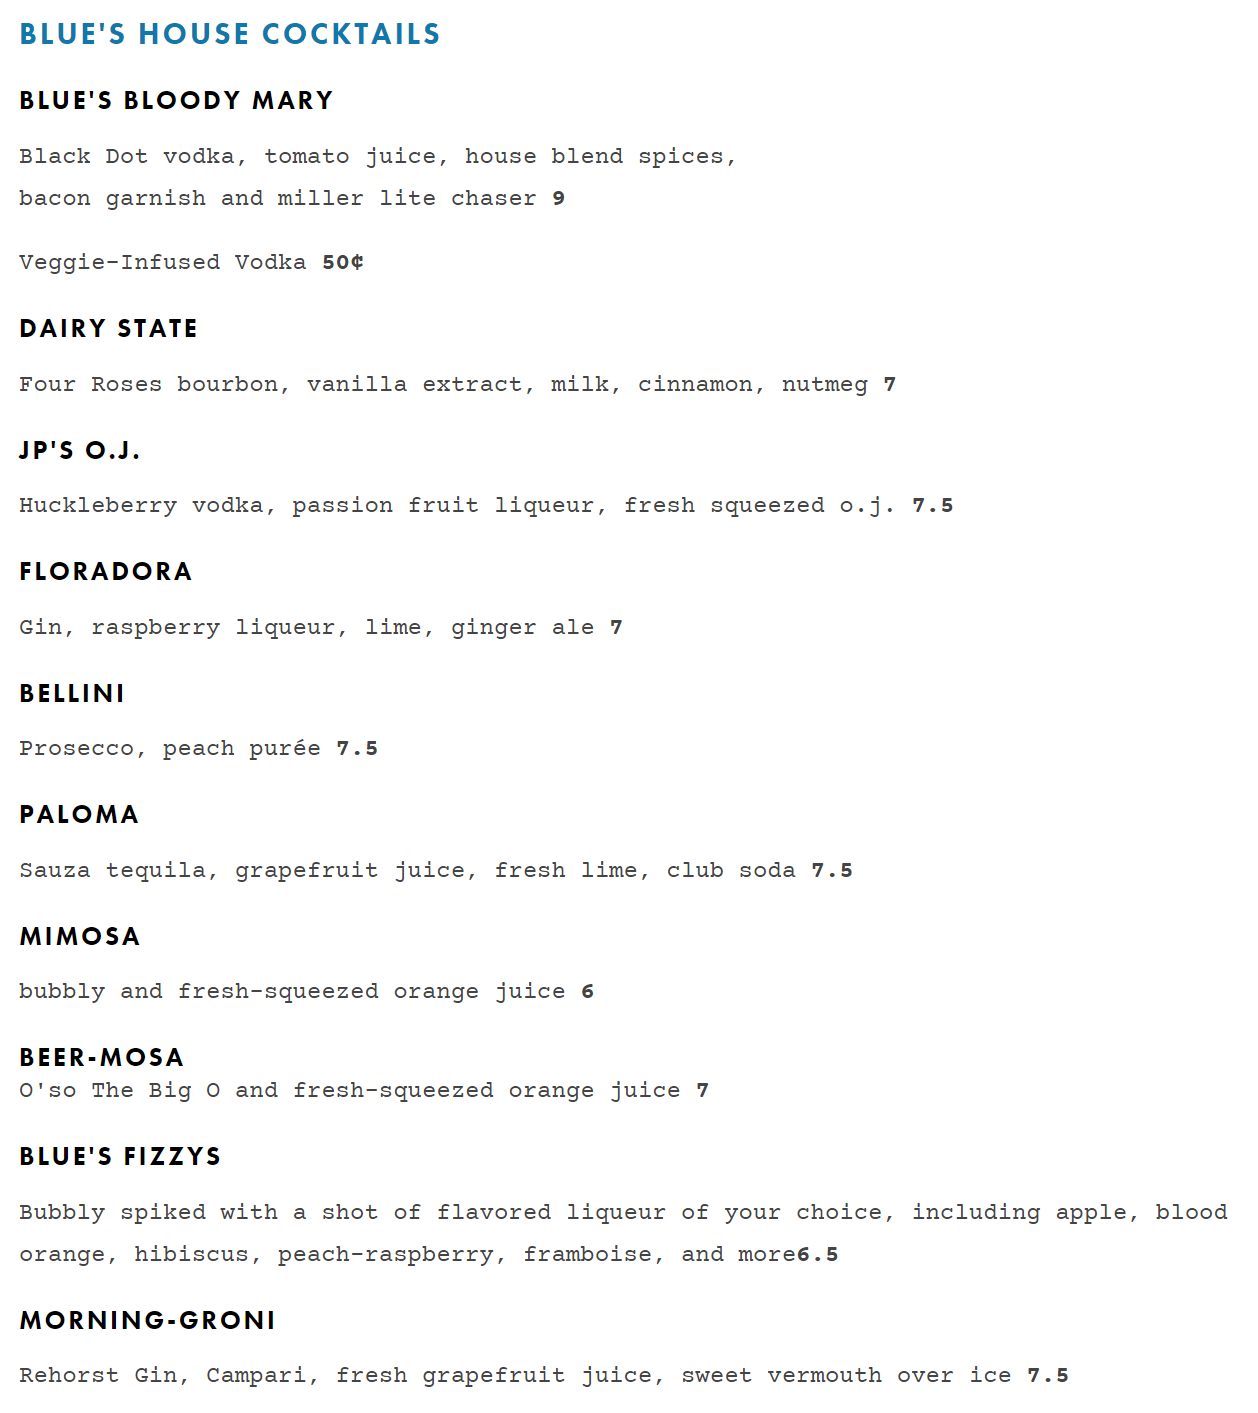 BLUE'S HOUSE COCKTAILS
BLUE'S BLOODY MARY
Black Dot vodka, tomato juice, house blend spices,
bacon garnish and miller lite chaser 9
Veggie-Infused Vodka 50¢
DAIRY STATE
Four Roses bourbon, vanilla extract, milk, cinnamon, nutmeg 7
JP'S O.J.
Huckleberry vodka, passion fruit liqueur, fresh squeezed o.j. 7.5
FLORADORA
Gin, raspberry liqueur, lime, ginger ale 7
BELLINI
Prosecco, peach purée 7.5
PALOMA
Sauza tequila, grapefruit juice, fresh lime, club soda 7.5
MIMOSA
bubbly and fresh-squeezed orange juice 6
BEER-MOSA
O'so The Big O and fresh-squeezed orange juice 7
BLUE'S FIZZYS
Bubbly spiked with a shot of flavored liqueur of your choice, including apple, blood
orange, hibiscus, peach-raspberry, framboise, and more6.5
MORNING-GRONI
Rehorst Gin, Campari, fresh grapefruit juice, sweet vermouth over ice 7.5